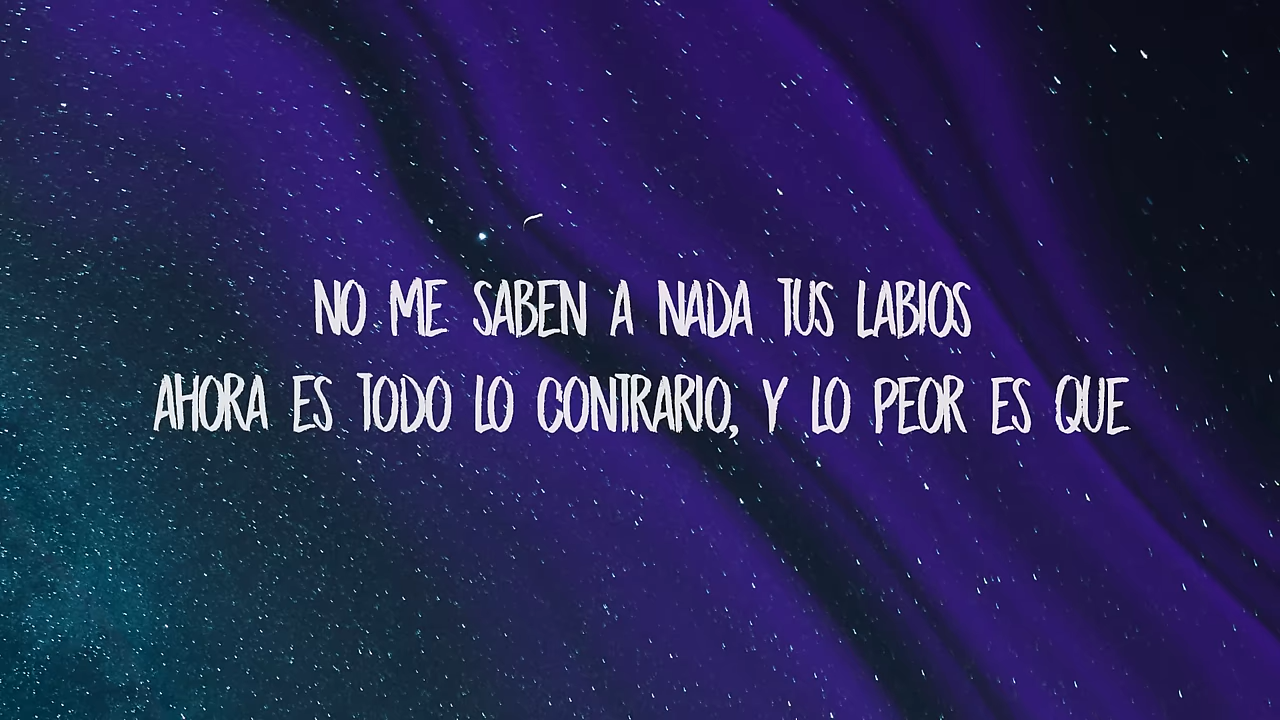 NO ME SABEN A NADA TUS LABIOS
AHORA ES TODO LO CONTRARIO, Y LO PEOR ES QUE